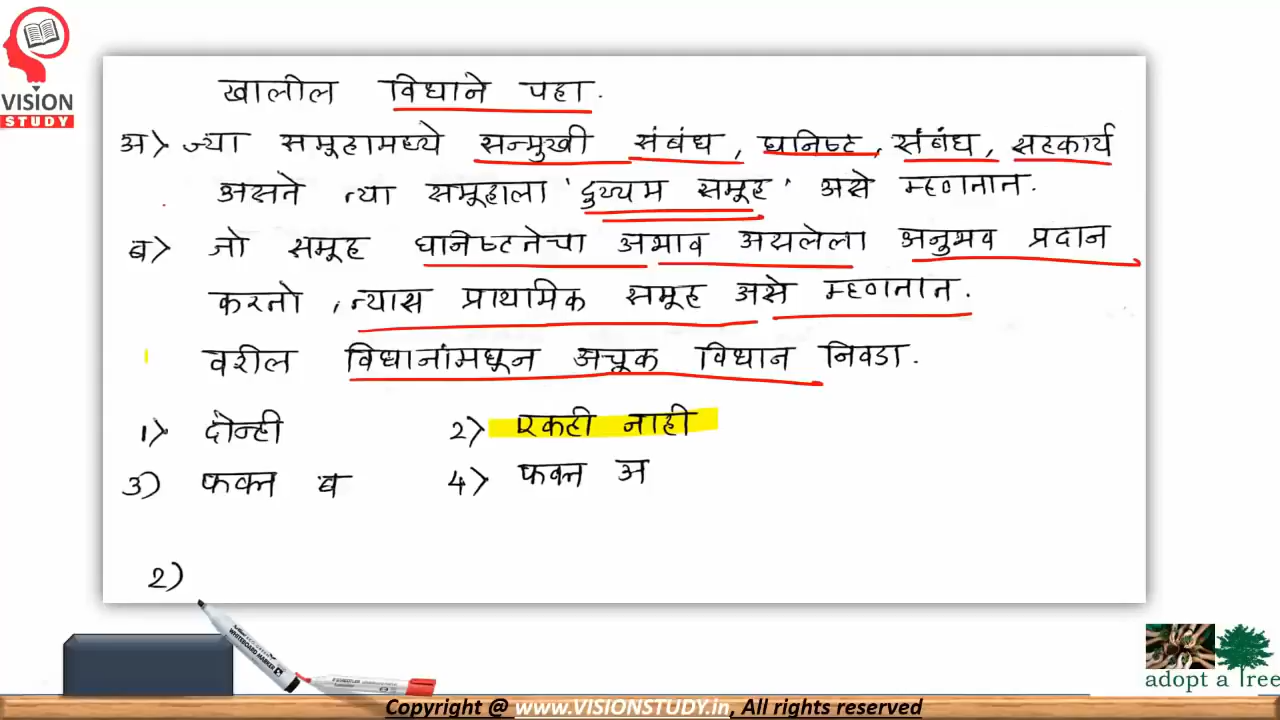 VISION
STUDY
खालील विधाने पहा.
अ> ज्या समूहामध्ये सन्मुखी संबंध, घनिष्ट, संबंध, सहकार्य
असते त्या समूहाला 'दुय्यम समूह' असे म्हणतात.
ब> जो समूह घनिष्टतेचा अभाव असलेला अनुभव प्रदान
करतो, त्यास प्राथमिक समूह असे म्हणतात.
वरील विधानांमधून अचूक विधान निवडा.
1> दोन्ही 2> एकही नाही
3) फक्त ब 4> फक्त अ
2)
WHITEBOARD MARKER
adopt a Tree
Copyright @ www.VISIONSTUDY.in, All rights reserved